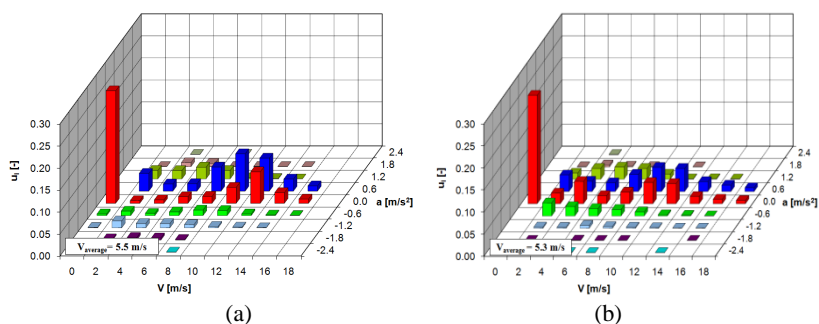 0.30
0.25
0.20
0.15
0.10
0.05
0.00
uᵢ [-]
2.4
1.8
1.2
0.6
0.0
-0.6
-1.2
-1.8
-2.4
a [m/s²]
Vaverage= 5.5 m/s
0 2 4 6 8 10 12 14 16 18
V [m/s]
(a)
0.30
0.25
0.20
0.15
0.10
0.05
0.00
uᵢ [-]
2.4
1.8
1.2
0.6
0.0
-0.6
-1.2
-1.8
-2.4
a [m/s²]
Vaverage= 5.3 m/s
0 2 4 6 8 10 12 14 16 18
V [m/s]
(b)